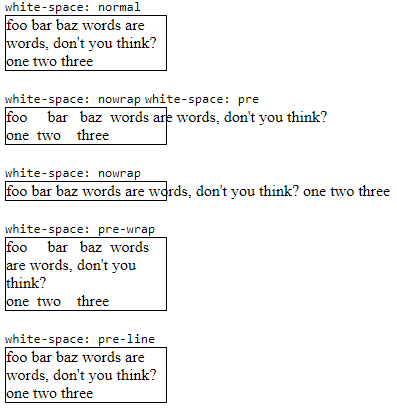 white-space: normal
foo bar baz words are
words, don't you think?
one two three
white-space: nowrap white-space: pre
foo     bar   baz  words are words, don't you think?
one  two    three
white-space: nowrap
foo bar baz words are words, don't you think? one two three
white-space: pre-wrap
foo     bar   baz  words
are words, don't you
think?
one  two    three
white-space: pre-line
foo bar baz words are
words, don't you think?
one two three